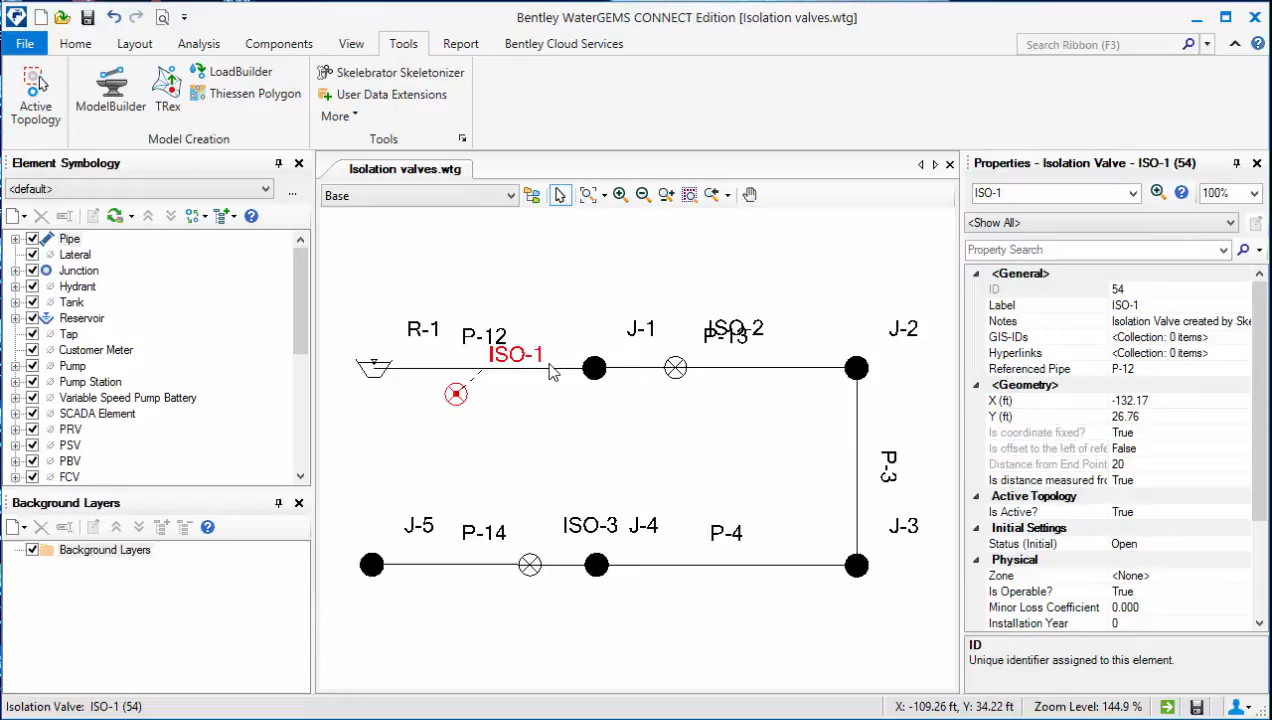 Bentley WaterGEMS CONNECT Edition [Isolation valves.wtg]
File Home Layout Analysis Components View Tools Report Bentley Cloud Services Search Ribbon (F3)
Active Topology
ModelBuilder
TRex
LoadBuilder
Thiessen Polygon
Model Creation
Skelebrator Skeletonizer
User Data Extensions
More
Tools
Element Symbology
<default>
...
Pipe
Lateral
Junction
Hydrant
Tank
Reservoir
Tap
Customer Meter
Pump
Pump Station
Variable Speed Pump Battery
SCADA Element
PRV
PSV
PBV
FCV
Background Layers
Background Layers
Isolation valves.wtg
Base
R-1 P-12 J-1 ISO-2 J-2
P-13
ISO-1
P-3
J-5 P-14 ISO-3 J-4 P-4 J-3
Properties - Isolation Valve - ISO-1 (54)
ISO-1 100%
<Show All>
Property Search
<General>
ID 54
Label ISO-1
Notes Isolation Valve created by Ske
GIS-IDs <Collection: 0 items>
Hyperlinks <Collection: 0 items>
Referenced Pipe P-12
<Geometry>
X (ft) -132.17
Y (ft) 26.76
Is coordinate fixed? True
Is offset to the left of refe False
Distance from End Point 20
Is distance measured fro True
Active Topology
Is Active? True
Initial Settings
Status (Initial) Open
Physical
Zone <None>
Is Operable? True
Minor Loss Coefficient 0.000
Installation Year 0
ID
Unique identifier assigned to this element.
Isolation Valve: ISO-1 (54)
X: -109.26 ft, Y: 34.22 ft Zoom Level: 144.9 %